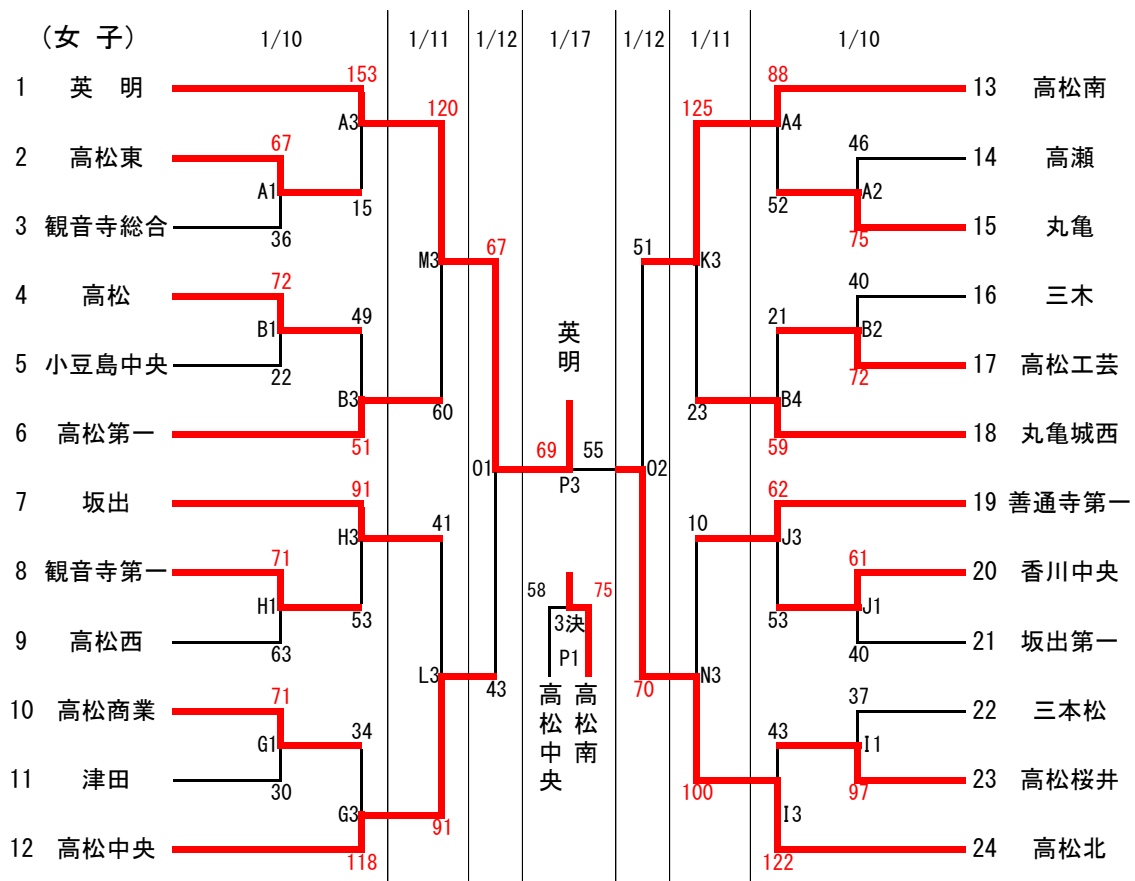 (女 子)
1/10 1/11 1/12 1/17 1/12 1/11 1/10
153 88
1 英 明 13 高松南
120 125
A3 A4
67 46
2 高松東 14 高瀬
A1 A2
15 52
3 観音寺総合 15 丸亀
36 75
67 51
M3 K3
72 40
4 高松 16 三木
49 21
B1 B2
英明
22 72
5 小豆島中央 17 高松工芸
B3 B4
60 23
6 高松第一 18 丸亀城西
51 59
69 55
O1 P3 O2
91 62
7 坂出 19 善通寺第一
41 10
H3 J3
71 61
8 観音寺第一 20 香川中央
58 75
H1 J1
53 3決 53
9 高松西 21 坂出第一
63 40
L3 P1 N3
43 70
高松中央 高松南
71 37
10 高松商業 22 三本松
34 43
G1 I1
11 津田 23 高松桜井
30 97
100
G3 I3
91
12 高松中央 24 高松北
118 122